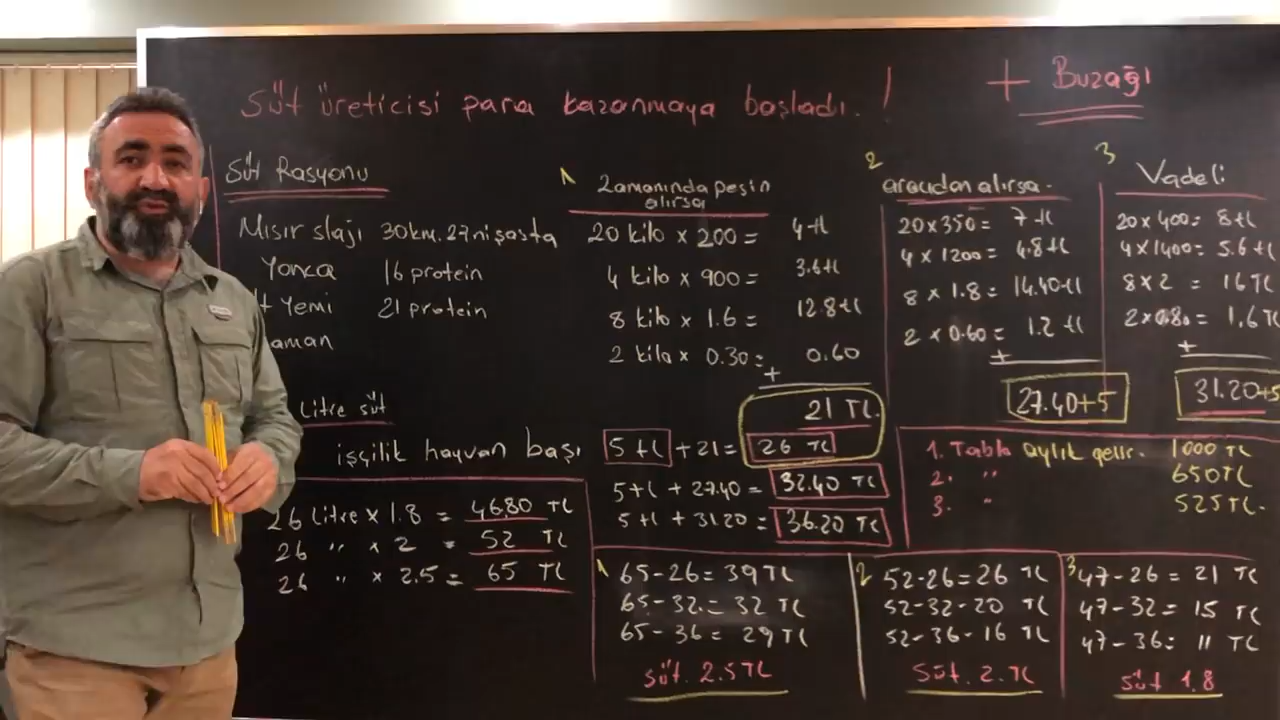 Süt üreticisi para kazanmaya başladı. !
+ Buzağı
Süt Rasyonu
Mısır slajı 30km. 27nişasta
Yonca 16 protein
Yemi 21 protein
1 Zamanında peşin
alırsa
20 kilo x 200 = 4 tl
4 kilo x 900 = 3.6 tl
8 kilo x 1.6 = 12.8 tl
2 kilo x 0.30 = 0.60
+
21 TL.
2
aracıdan alırsa.
20 x 350 = 7 tl
4 x 1200 = 4.8 tl
8 x 1.8 = 14.40 tl
2 x 0.60 = 1.2 tl
+
27.40+5
3
Vadeli
20 x 400 = 8 tl
4 x 1400 = 5.6 tl
8 x 2 = 16 TL
2 x 0.80 = 1.6 TL
+
31.20+5
Litre süt
işçilik hayvan başı 5 tl + 21 = 26 TL
5 tl + 27.40 = 32.40 TL
5 tl + 31.20 = 36.20 TL
1. Tablo aylık gelir. 1000 TL
2. " 650 TL
3. " 525 TL.
26 Litre x 1.8 = 46.80 TL
26 " x 2 = 52 TL
26 " x 2.5 = 65 TL
1 65-26 = 39 TL
65-32 = 32 TL
65-36 = 29 TL
süt. 2.5 TL
2 52-26 = 26 TL
52-32-20 TL
52-36-16 TL
süt. 2. TL
3 47-26 = 21 TL
47-32 = 15 TL
47-36 = 11 TL
süt 1.8